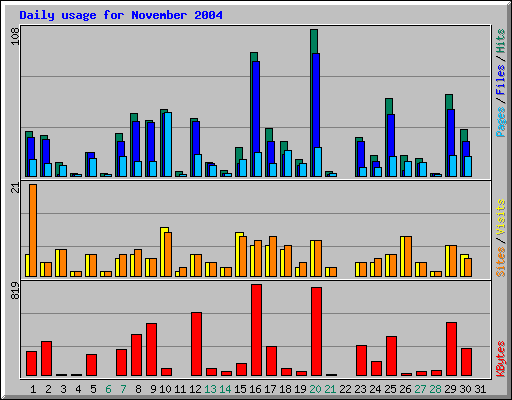 Daily usage for November 2004
108
21
819
Pages / Files / Hits
Sites / Visits
KBytes
1 2 3 4 5 6 7 8 9 10 11 12 13 14 15 16 17 18 19 20 21 22 23 24 25 26 27 28 29 30 31